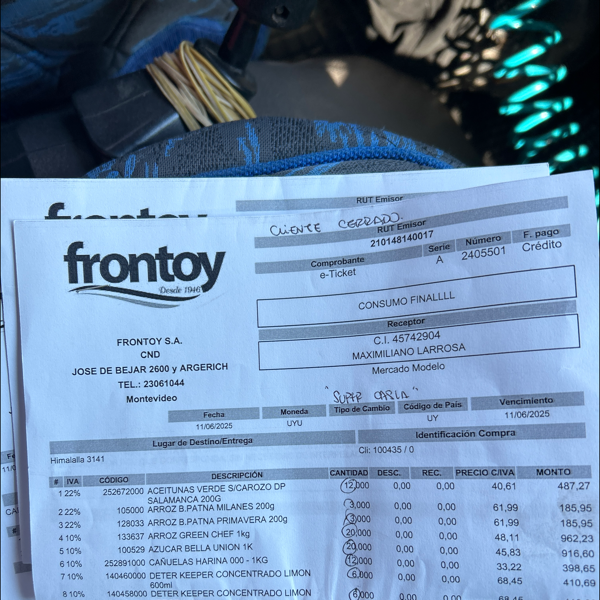 frontoy
RUT Emisor
CLIENTE CERRADO.
frontoy
Desde 1946
RUT Emisor
210148140017
Comprobante Serie Número F. pago
e-Ticket A 2405501 Crédito
CONSUMO FINALLLL
Receptor
C.I. 45742904
MAXIMILIANO LARROSA
Mercado Modelo
FRONTOY S.A.
CND
JOSE DE BEJAR 2600 y ARGERICH
TEL.: 23061044
Montevideo
Fecha Moneda Tipo de Cambio Código de País Vencimiento
11/06/2025 UYU UY 11/06/2025
Lugar de Destino/Entrega Identificación Compra
Himalalla 3141 Cli: 100435 / 0
# IVA CÓDIGO DESCRIPCIÓN CANTIDAD DESC. REC. PRECIO C/IVA MONTO
1 22% 252672000 ACEITUNAS VERDE S/CAROZO DP 12,000 0,00 0,00 40,61 487,27
SALAMANCA 200G
2 22% 105000 ARROZ B.PATNA MILANES 200g 3,000 0,00 0,00 61,99 185,95
3 22% 128033 ARROZ B.PATNA PRIMAVERA 200g 3,000 0,00 0,00 61,99 185,95
4 10% 133637 ARROZ GREEN CHEF 1kg 20,000 0,00 0,00 48,11 962,23
5 10% 100529 AZUCAR BELLA UNION 1K 20,000 0,00 0,00 45,83 916,60
6 10% 252891000 CAÑUELAS HARINA 000 - 1KG 12,000 0,00 0,00 33,22 398,65
7 10% 140460000 DETER KEEPER CONCENTRADO LIMON 6,000 0,00 0,00 68,45 410,69
600ml
8 10% 140458000 DETER KEEPER CONCENTRADO LIMON 6,000 0,00 0,00 68,45